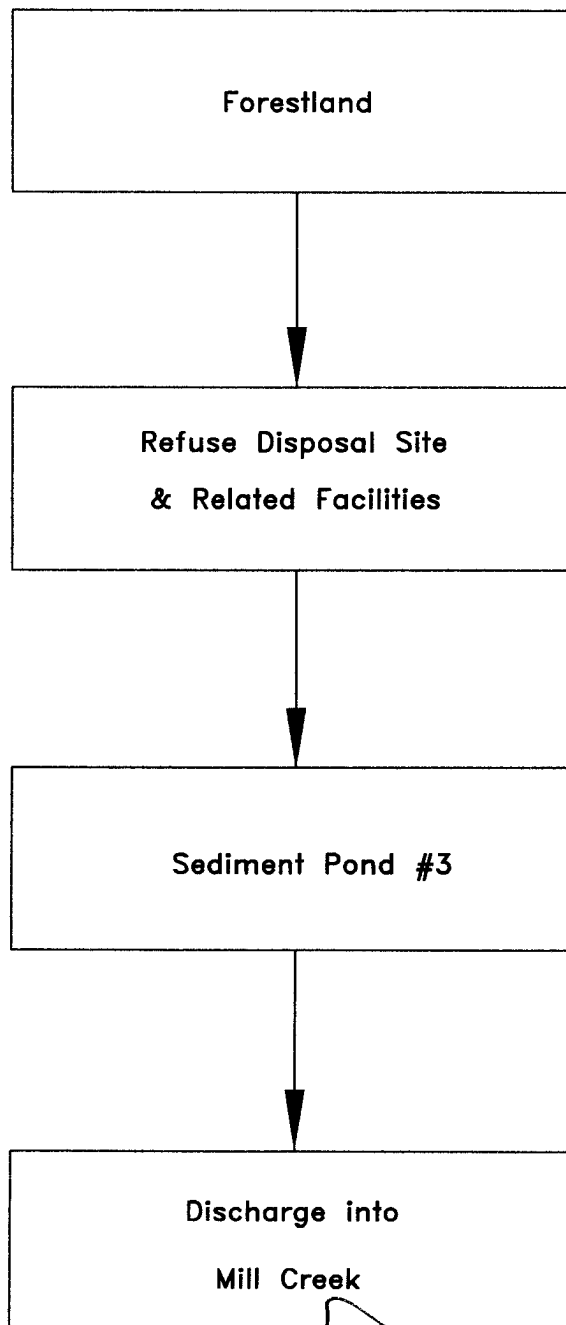 Forestland
Refuse Disposal Site
& Related Facilities
Sediment Pond #3
Discharge into
Mill Creek